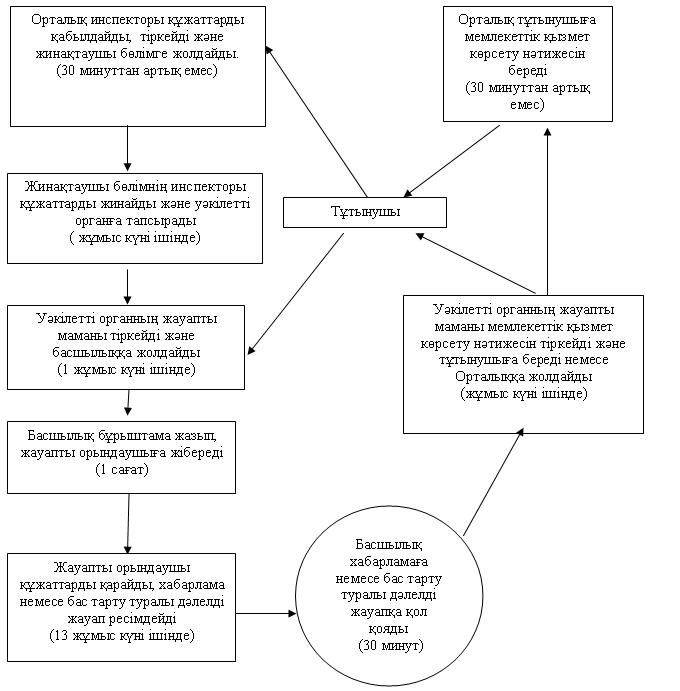 Орталық инспекторы құжаттарды
қабылдайды,  тіркейді және
жинақтаушы бөлімге жолдайды.
(30 минуттан артық емес)
Орталық тұтынушыға
мемлекеттік қызмет
көрсету нәтижесін
береді
(30 минуттан артық
емес)
Жинақтаушы бөлімнің инспекторы
құжаттарды жинайды және уәкілетті
органға тапсырады
( жұмыс күні ішінде)
Тұтынушы
Уәкілетті органның жауапты
маманы тіркейді және
басшылыққа жолдайды
(1 жұмыс күні ішінде)
Уәкілетті органның жауапты
маманы мемлекеттік қызмет
көрсету нәтижесін тіркейді және
тұтынушыға береді немесе
Орталыққа жолдайды
(жұмыс күні ішінде)
Басшылық бұрыштама жазып,
жауапты орындаушыға жібереді
(1 сағат)
Жауапты орындаушы
құжаттарды қарайды, хабарлама
немесе бас тарту туралы дәлелді
жауап ресімдейді
(13 жұмыс күні ішінде)
Басшылық
хабарламаға
немесе бас тарту
туралы дәлелді
жауапқа қол
қояды
(30 минут)